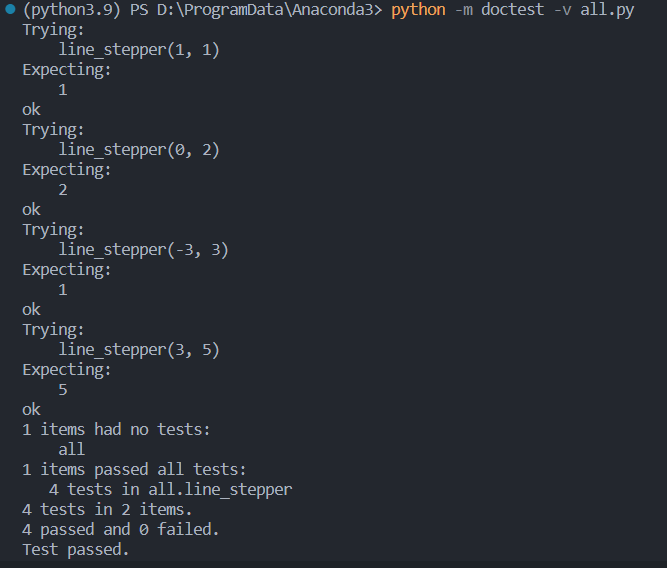 (python3.9) PS D:\ProgramData\Anaconda3> python -m doctest -v all.py
Trying:
    line_stepper(1, 1)
Expecting:
    1
ok
Trying:
    line_stepper(0, 2)
Expecting:
    2
ok
Trying:
    line_stepper(-3, 3)
Expecting:
    1
ok
Trying:
    line_stepper(3, 5)
Expecting:
    5
ok
1 items had no tests:
    all
1 items passed all tests:
   4 tests in all.line_stepper
4 tests in 2 items.
4 passed and 0 failed.
Test passed.